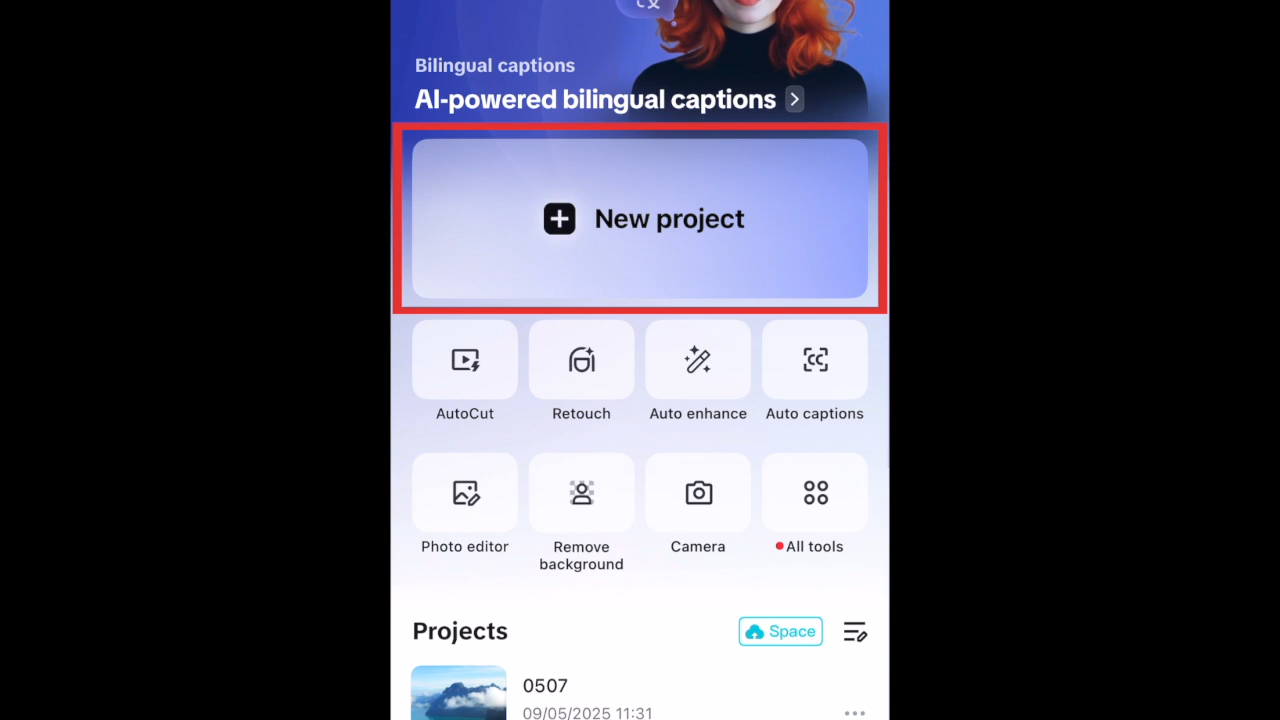 Bilingual captions
AI-powered bilingual captions
New project
AutoCut
Retouch
Auto enhance
Auto captions
Photo editor
Remove
background
Camera
All tools
Projects
Space
0507
09/05/2025 11:31